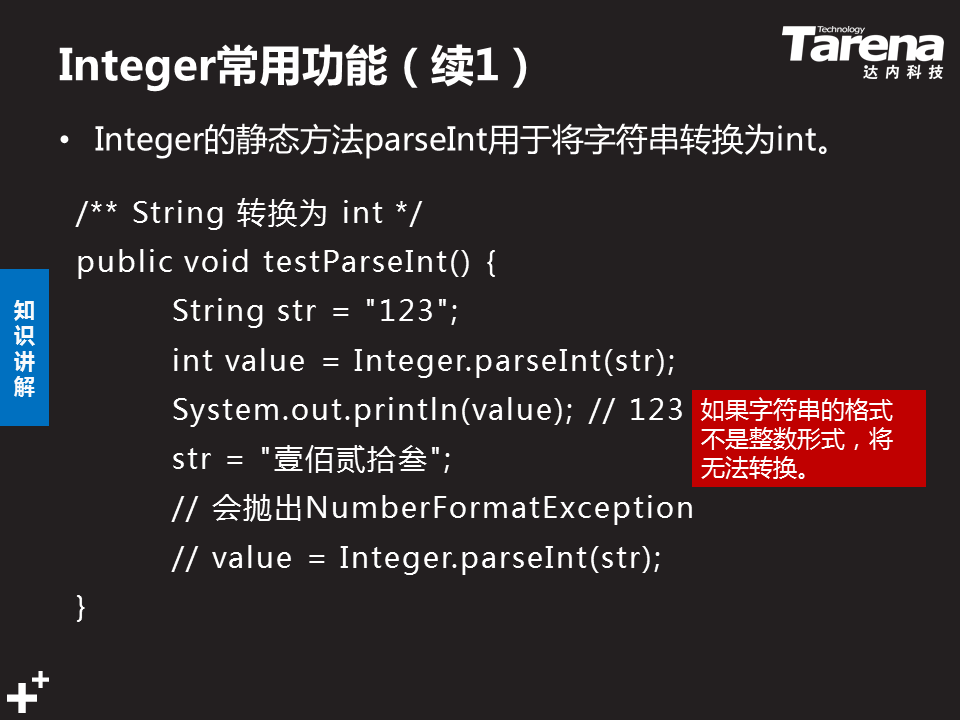 Integer常用功能（续1）
Technology
Tarena
达内科技
• Integer的静态方法parseInt用于将字符串转换为int。
/** String 转换为 int */
public void testParseInt() {
String str = "123";
int value = Integer.parseInt(str);
System.out.println(value); // 123
如果字符串的格式
不是整数形式，将
无法转换。
str = "壹佰贰拾叁";
// 会抛出NumberFormatException
// value = Integer.parseInt(str);
}
知
识
讲
解